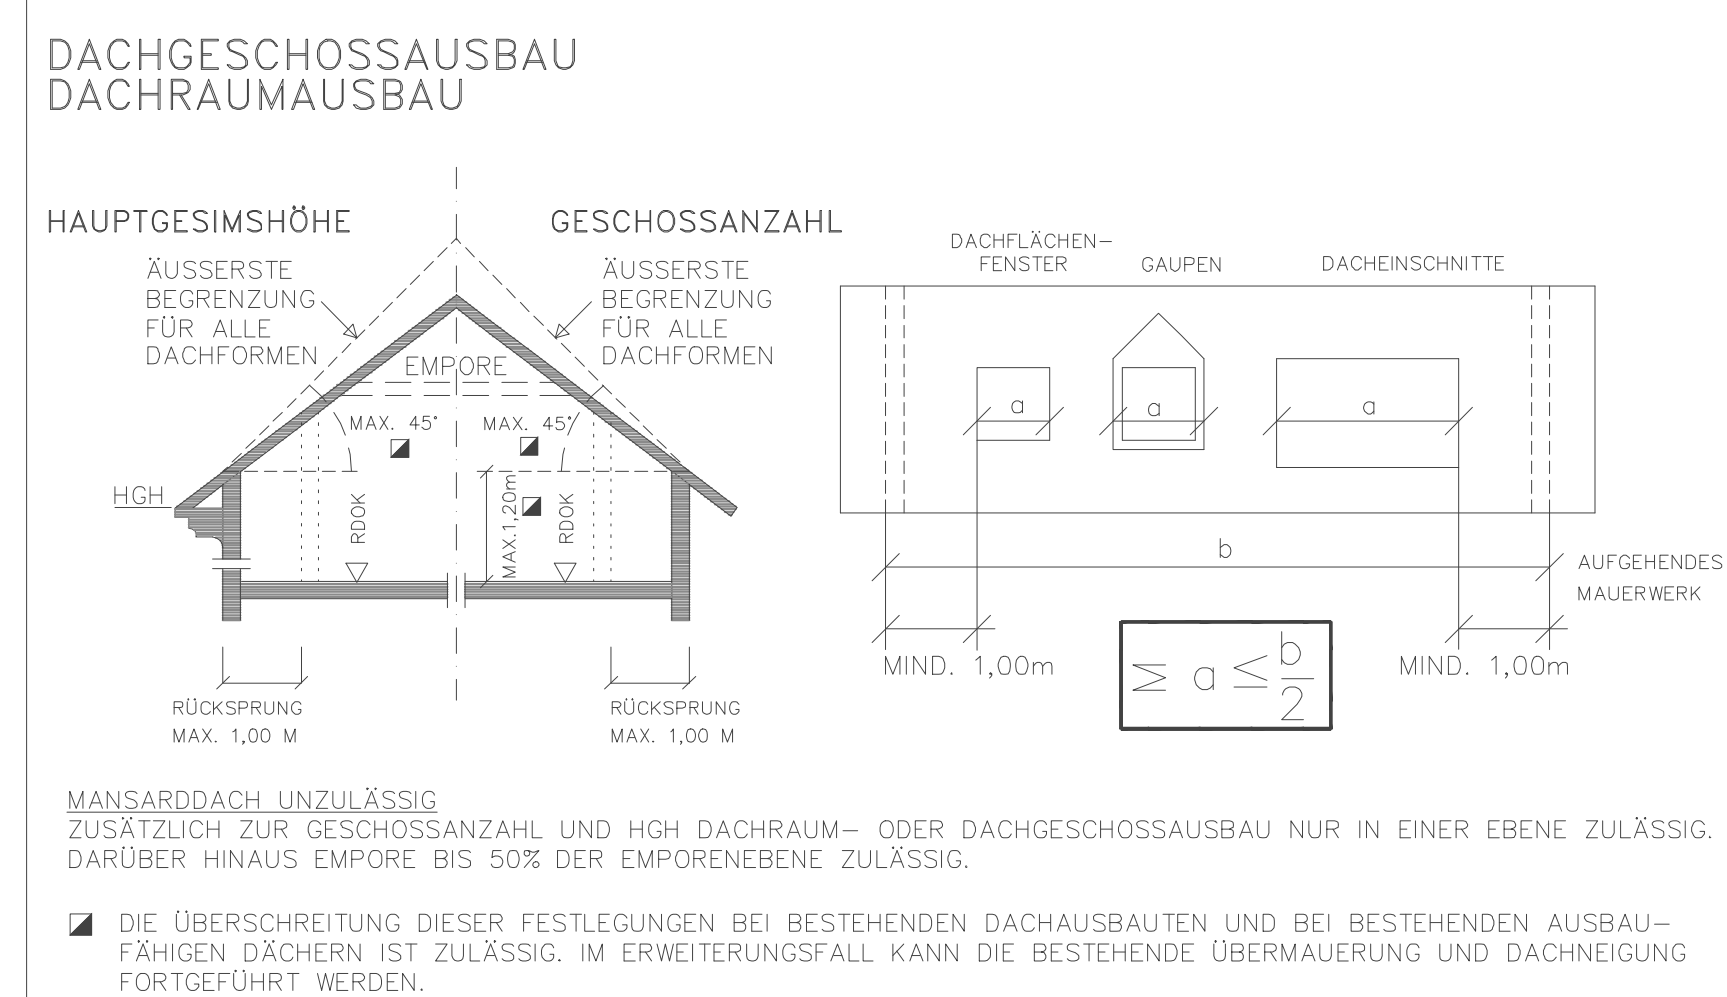 DACHGESCHOSSAUSBAU
DACHRAUMAUSBAU
HAUPTGESIMSHÖHE
ÄUSSERSTE
BEGRENZUNG
FÜR ALLE
DACHFORMEN
GESCHOSSANZAHL
ÄUSSERSTE
BEGRENZUNG
FÜR ALLE
DACHFORMEN
EMPORE
MAX. 45°
MAX. 45°
HGH
RDOK
MAX.1,20m
RDOK
RÜCKSPRUNG
MAX. 1,00 M
RÜCKSPRUNG
MAX. 1,00 M
DACHFLÄCHEN-
FENSTER
GAUPEN
DACHEINSCHNITTE
a
a
a
b
AUFGEHENDES
MAUERWERK
MIND. 1,00m
MIND. 1,00m
Σ a ≤ b/2
MANSARDDACH UNZULÄSSIG
ZUSÄTZLICH ZUR GESCHOSSANZAHL UND HGH DACHRAUM- ODER DACHGESCHOSSAUSBAU NUR IN EINER EBENE ZULÄSSIG.
DARÜBER HINAUS EMPORE BIS 50% DER EMPORENEBENE ZULÄSSIG.
DIE ÜBERSCHREITUNG DIESER FESTLEGUNGEN BEI BESTEHENDEN DACHAUSBAUTEN UND BEI BESTEHENDEN AUSBAU-
FÄHIGEN DÄCHERN IST ZULÄSSIG. IM ERWEITERUNGSFALL KANN DIE BESTEHENDE ÜBERMAUERUNG UND DACHNEIGUNG
FORTGEFÜHRT WERDEN.